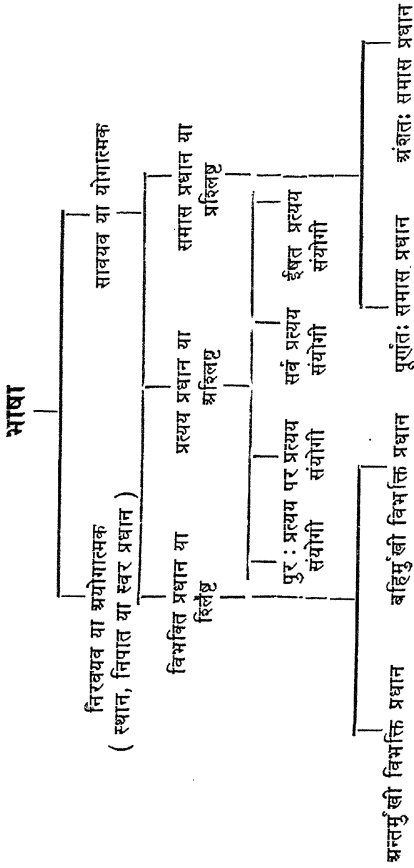 भाषा
निरवयव या अयोगात्मक
( स्थान, निपात या स्वर प्रधान )
सावयव या योगात्मक
विभक्ति प्रधान या
श्लिष्ट
प्रत्यय प्रधान या
अश्लिष्ट
समास प्रधान या
प्रश्लिष्ट
पुर : प्रत्यय
संयोगी
पर प्रत्यय
संयोगी
सर्व प्रत्यय
संयोगी
ईषत प्रत्यय
संयोगी
अन्तर्मुखी विभक्ति प्रधान
बहिर्मुखी विभक्ति प्रधान
पूर्णतः समास प्रधान
अंशतः समास प्रधान